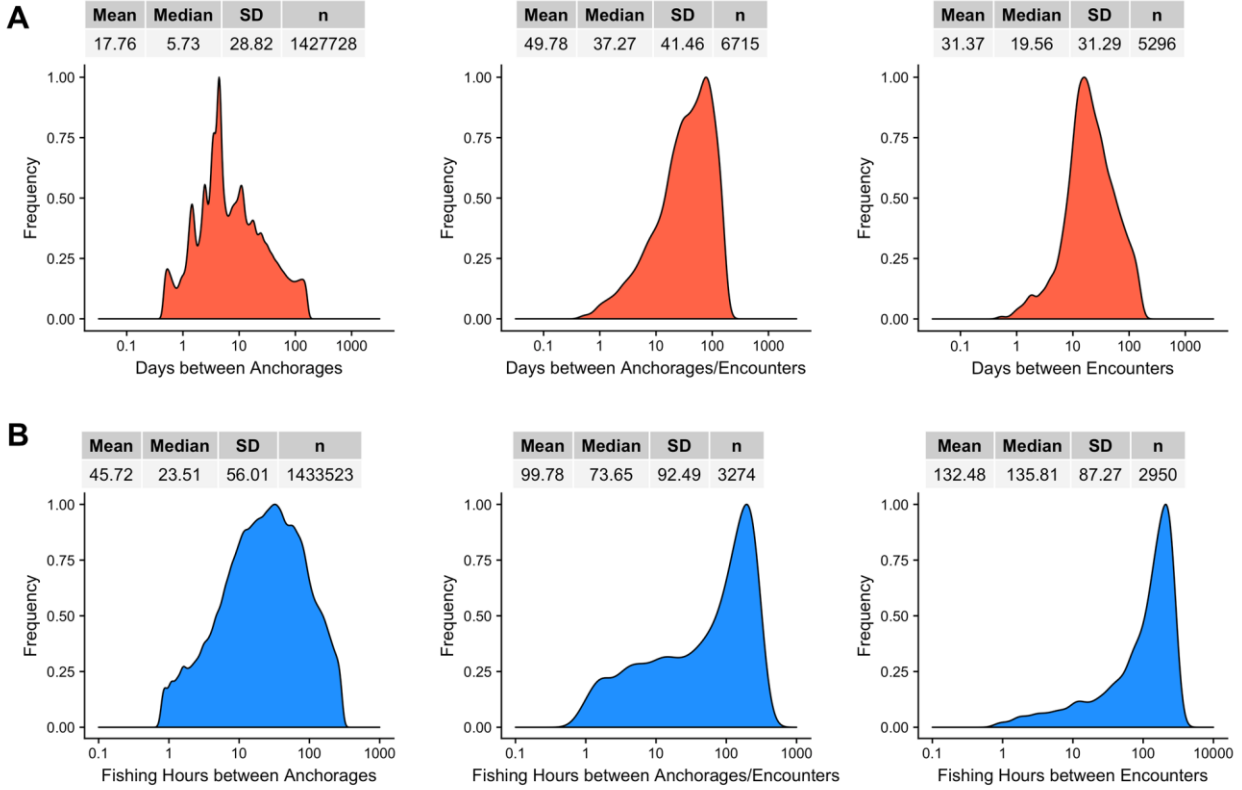 A
Mean Median SD n
17.76 5.73 28.82 1427728
1.00
0.75
0.50
0.25
0.00
Frequency
0.1 1 10 100 1000
Days between Anchorages
Mean Median SD n
49.78 37.27 41.46 6715
1.00
0.75
0.50
0.25
0.00
Frequency
0.1 1 10 100 1000
Days between Anchorages/Encounters
Mean Median SD n
31.37 19.56 31.29 5296
1.00
0.75
0.50
0.25
0.00
Frequency
0.1 1 10 100 1000
Days between Encounters
B
Mean Median SD n
45.72 23.51 56.01 1433523
1.00
0.75
0.50
0.25
0.00
Frequency
0.1 1 10 100 1000
Fishing Hours between Anchorages
Mean Median SD n
99.78 73.65 92.49 3274
1.00
0.75
0.50
0.25
0.00
Frequency
0.1 1 10 100 1000
Fishing Hours between Anchorages/Encounters
Mean Median SD n
132.48 135.81 87.27 2950
1.00
0.75
0.50
0.25
0.00
Frequency
0.1 1 10 100 10000
Fishing Hours between Encounters